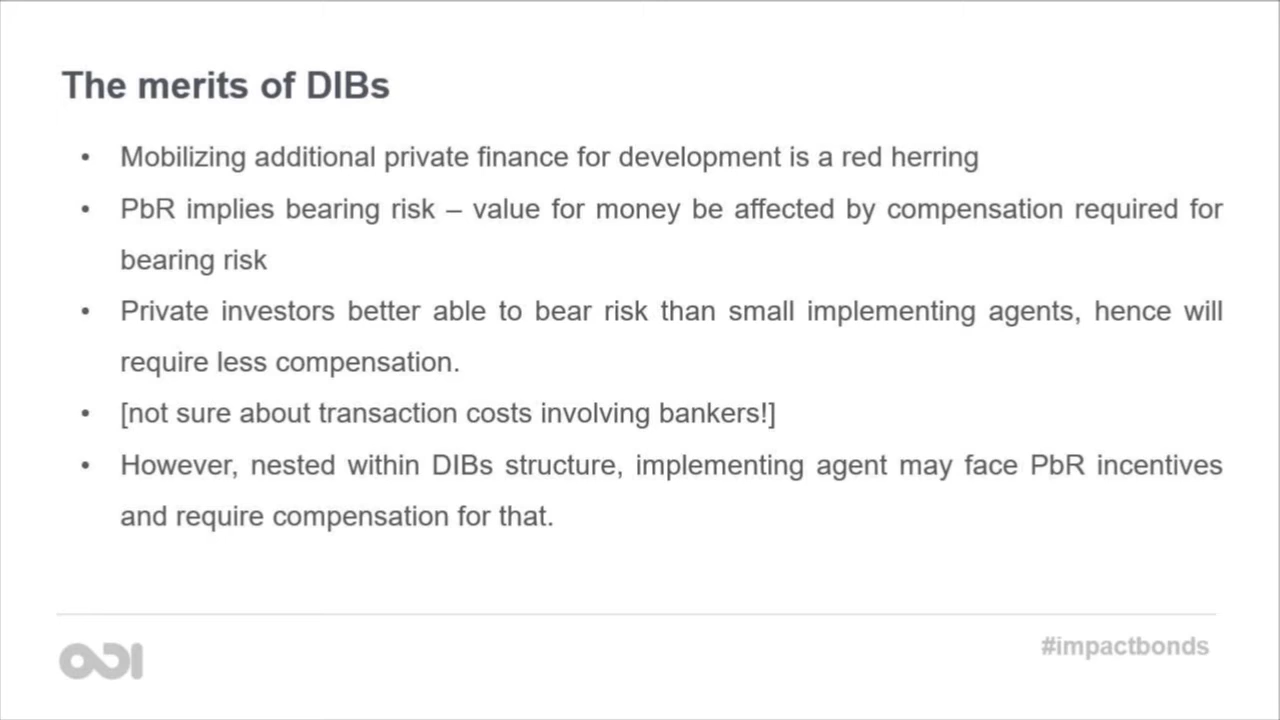 The merits of DIBs
• Mobilizing additional private finance for development is a red herring
• PbR implies bearing risk – value for money be affected by compensation required for
bearing risk
• Private investors better able to bear risk than small implementing agents, hence will
require less compensation.
• [not sure about transaction costs involving bankers!]
• However, nested within DIBs structure, implementing agent may face PbR incentives
and require compensation for that.
ODI
#impactbonds